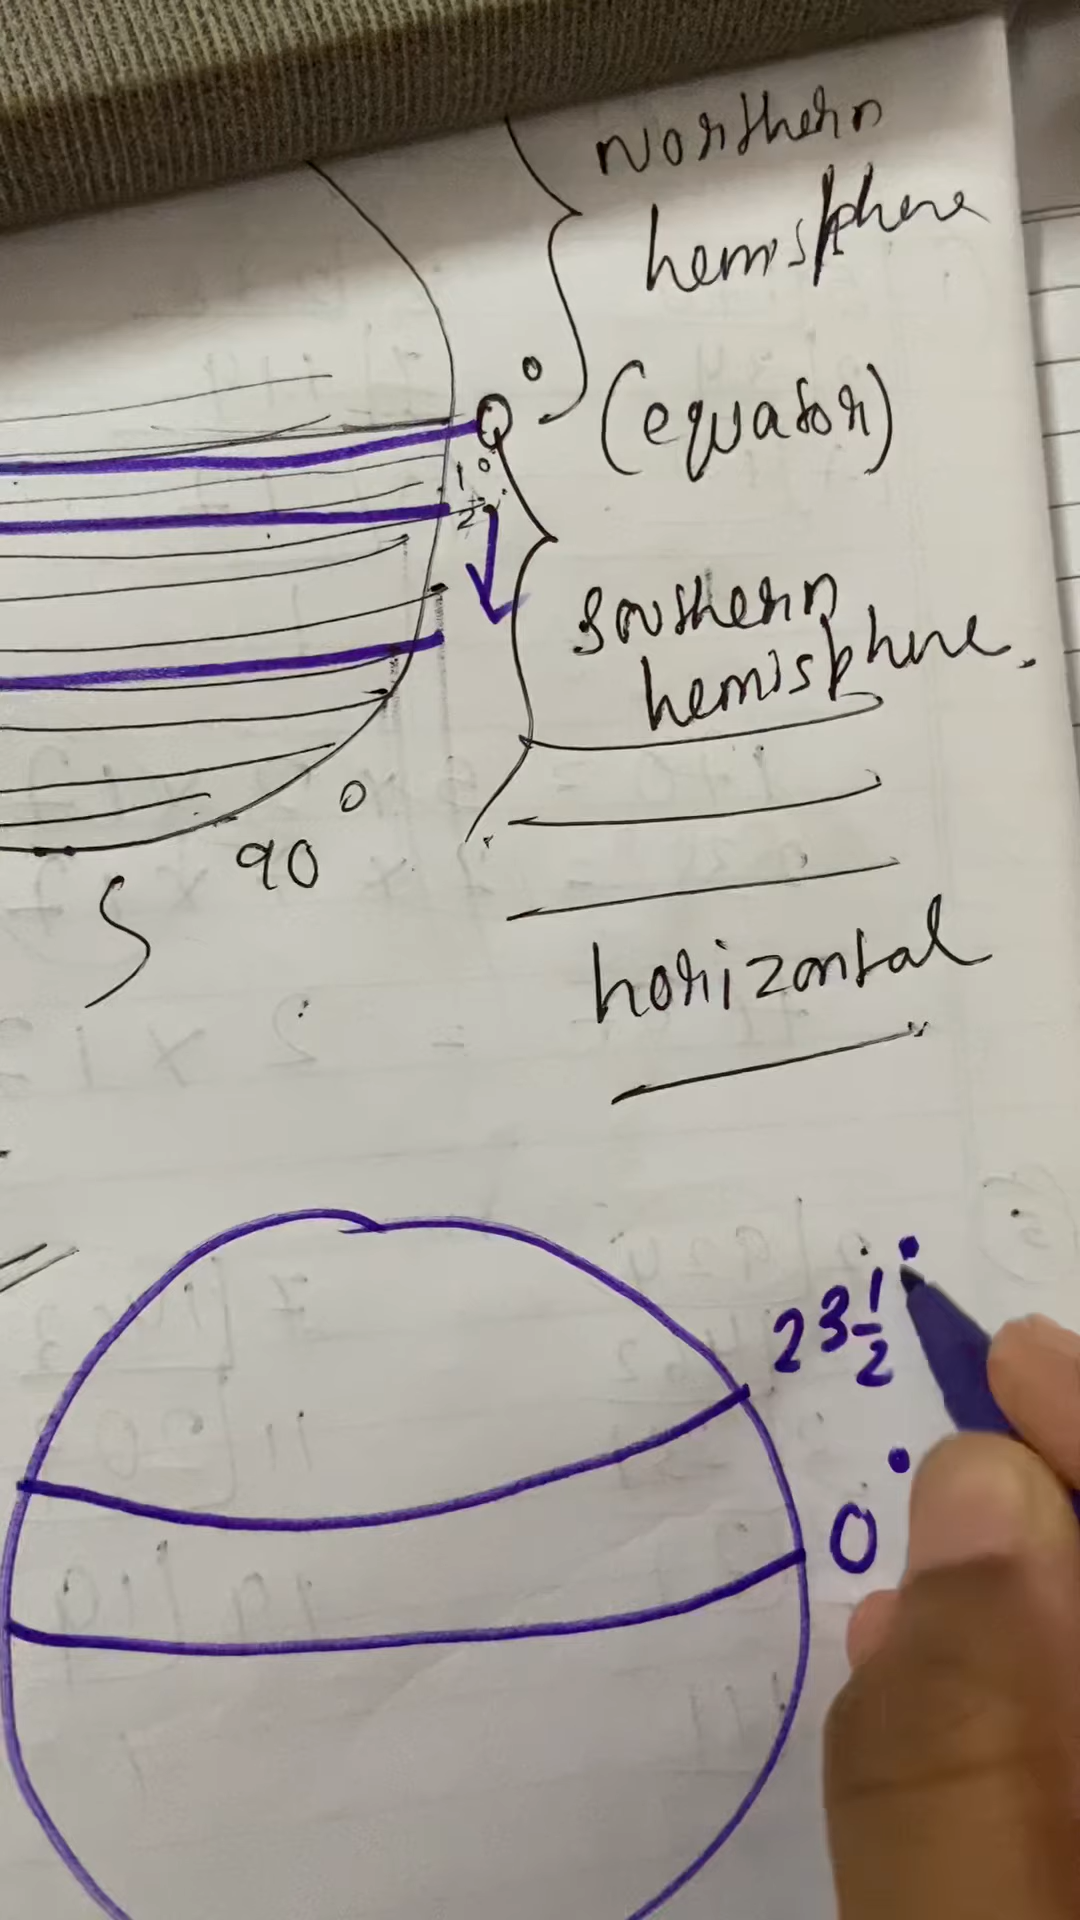 Northern
hemisphere
0°
(equator)
1°
2
Southern
hemisphere.
90°
S
horizontal
23 1/2°
0°